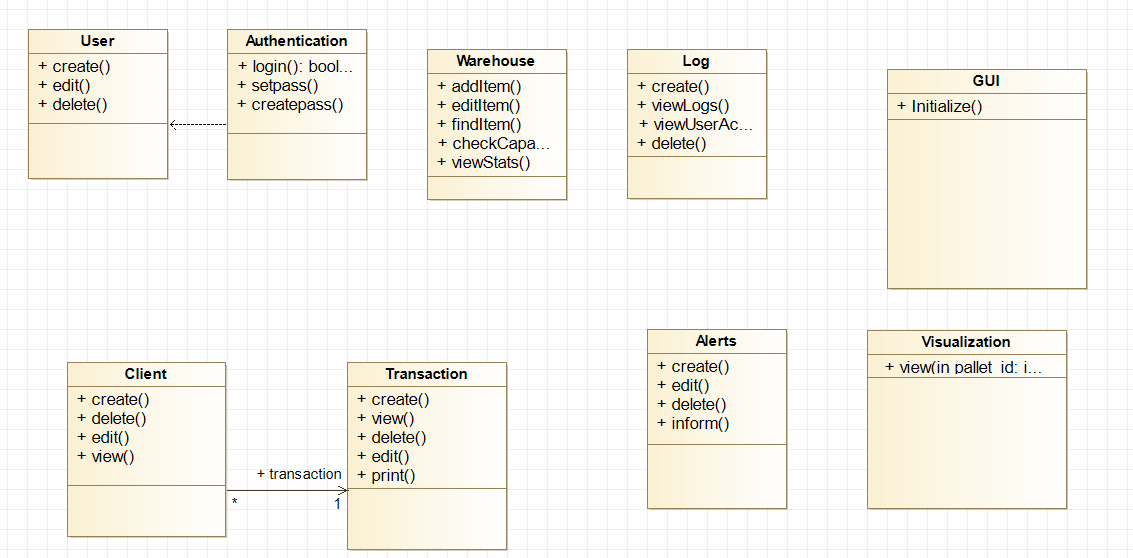 User
+ create()
+ edit()
+ delete()
Authentication
+ login(): bool...
+ setpass()
+ createpass()
Warehouse
+ addItem()
+ editItem()
+ findItem()
+ checkCapa...
+ viewStats()
Log
+ create()
+ viewLogs()
+ viewUserAc...
+ delete()
GUI
+ Initialize()
Client
+ create()
+ delete()
+ edit()
+ view()
+ transaction
*
1
Transaction
+ create()
+ view()
+ delete()
+ edit()
+ print()
Alerts
+ create()
+ edit()
+ delete()
+ inform()
Visualization
+ view(in pallet_id: i...